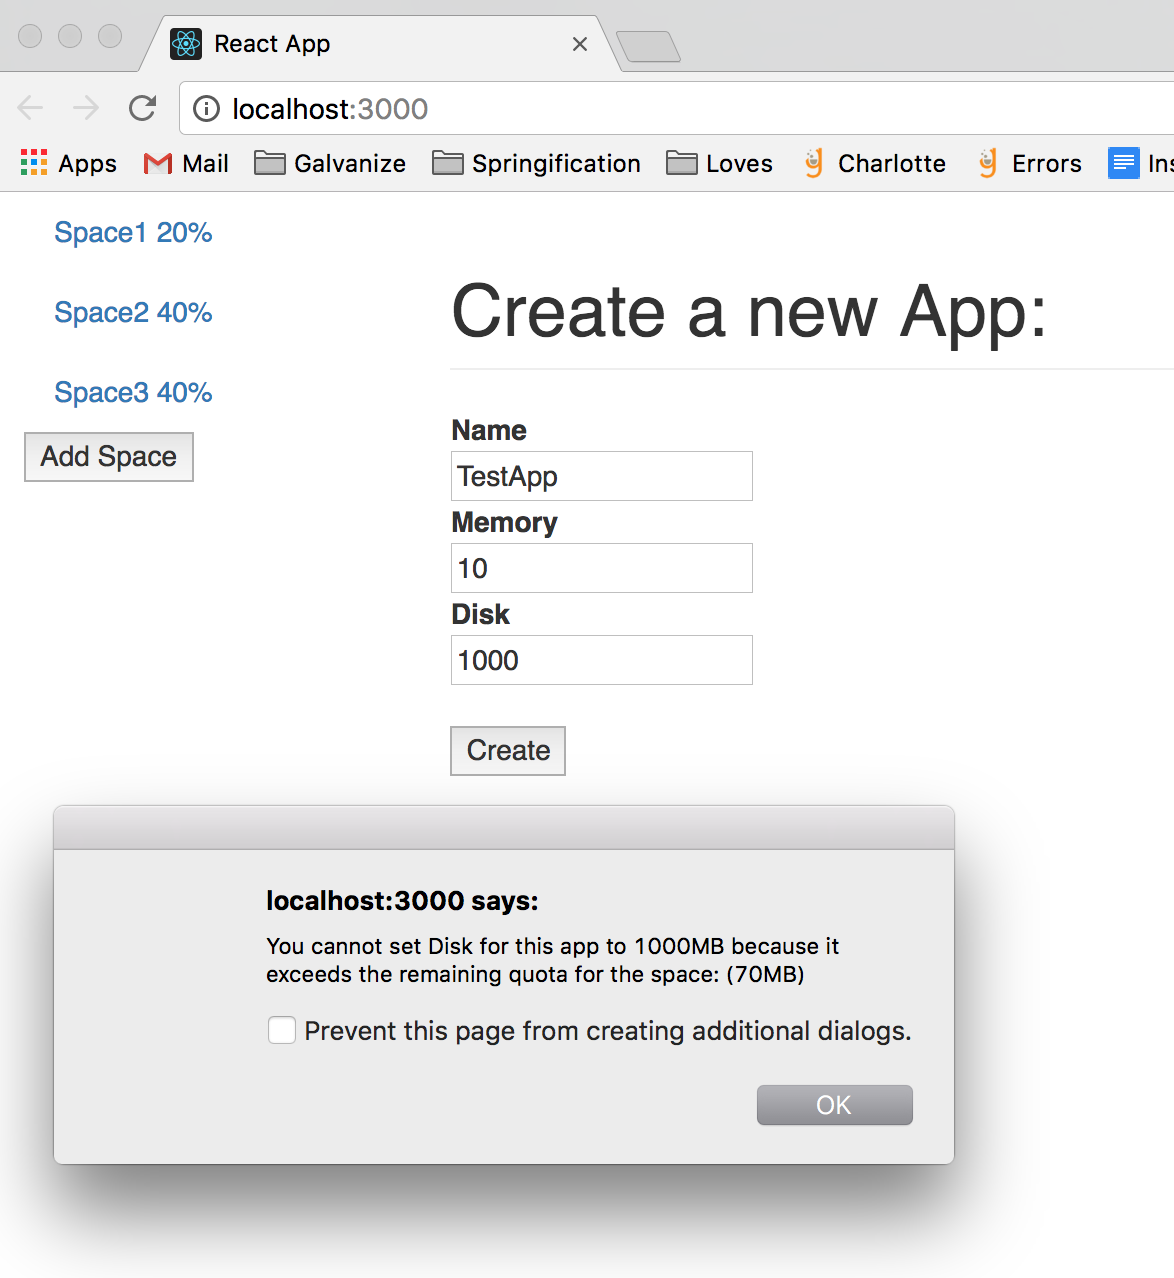 React App
localhost:3000
Apps Mail Galvanize Springification Loves Charlotte Errors Ins
Space1 20%
Space2 40%
Space3 40%
Add Space
Create a new App:
Name
TestApp
Memory
10
Disk
1000
Create
localhost:3000 says:
You cannot set Disk for this app to 1000MB because it
exceeds the remaining quota for the space: (70MB)
Prevent this page from creating additional dialogs.
OK